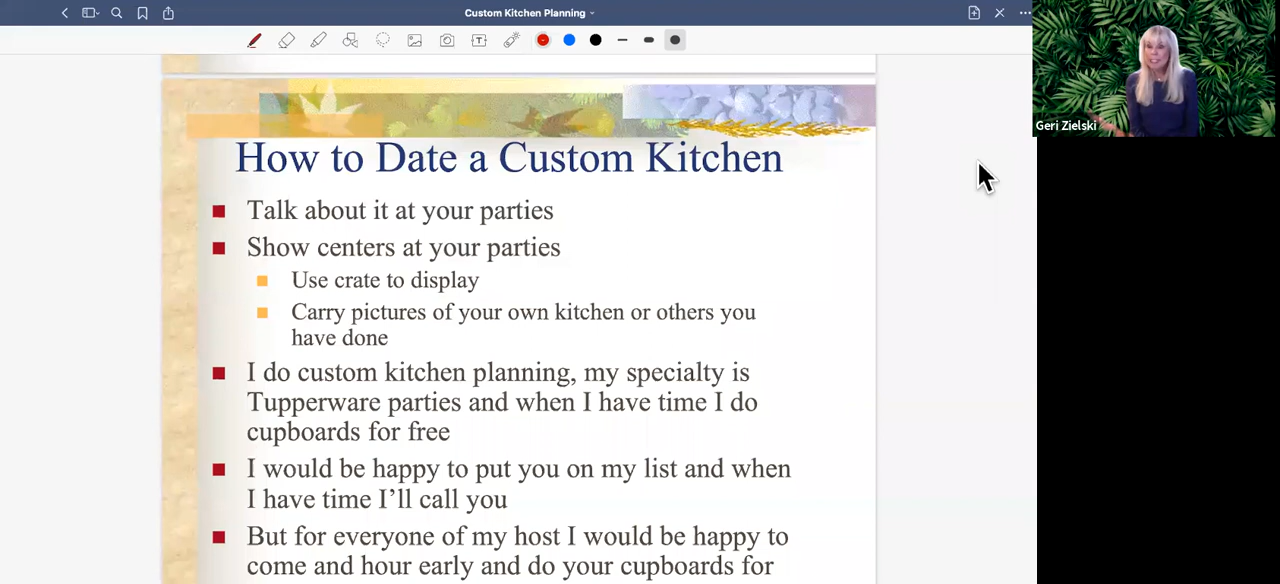 Custom Kitchen Planning
Geri Zielski
How to Date a Custom Kitchen
Talk about it at your parties
Show centers at your parties
Use crate to display
Carry pictures of your own kitchen or others you
have done
I do custom kitchen planning, my specialty is
Tupperware parties and when I have time I do
cupboards for free
I would be happy to put you on my list and when
I have time I’ll call you
But for everyone of my host I would be happy to
come and hour early and do your cupboards for